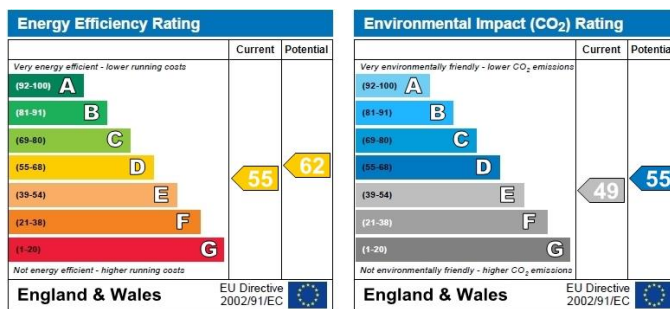 Energy Efficiency Rating
Current Potential
Very energy efficient - lower running costs
(92-100) A
(81-91) B
(69-80) C
(55-68) D
(39-54) E
(21-38) F
(1-20) G
55
62
Not energy efficient - higher running costs
England & Wales
EU Directive
2002/91/EC
Environmental Impact (CO₂) Rating
Current Potential
Very environmentally friendly - lower CO₂ emissions
(92-100) A
(81-91) B
(69-80) C
(55-68) D
(39-54) E
(21-38) F
(1-20) G
49
55
Not environmentally friendly - higher CO₂ emissions
England & Wales
EU Directive
2002/91/EC